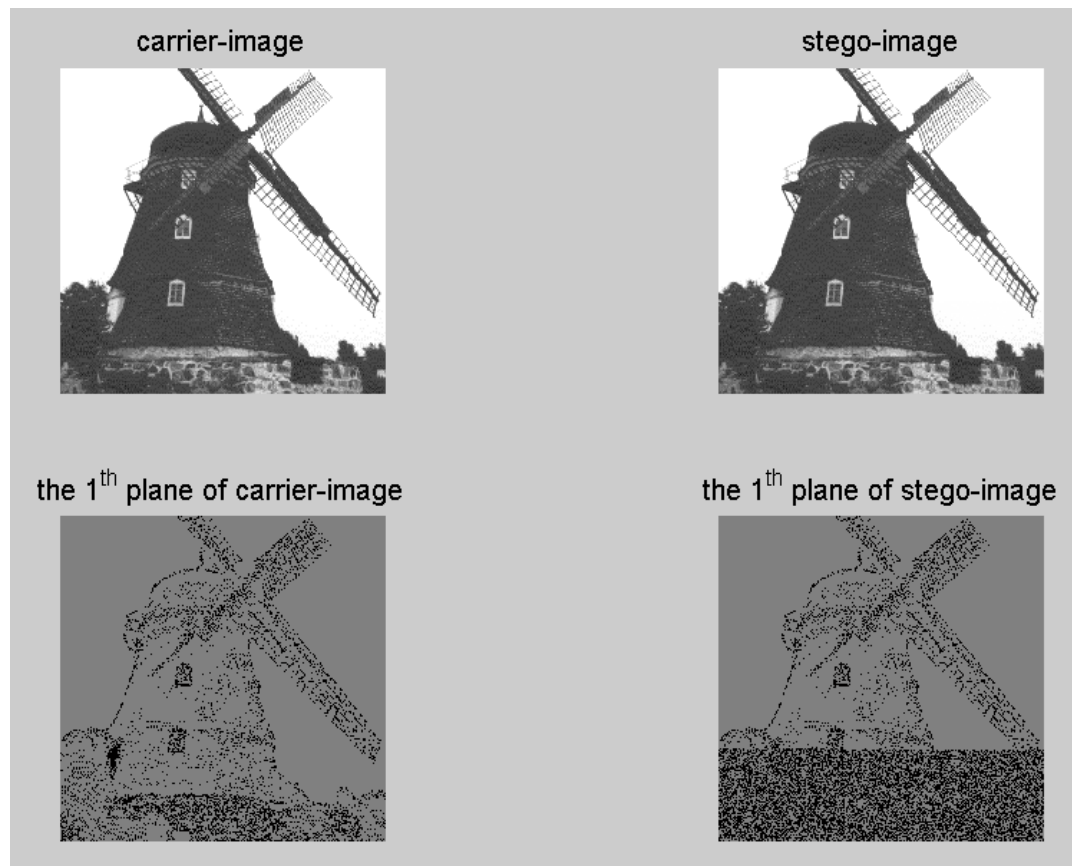 carrier-image
stego-image
the 1th plane of carrier-image
the 1th plane of stego-image